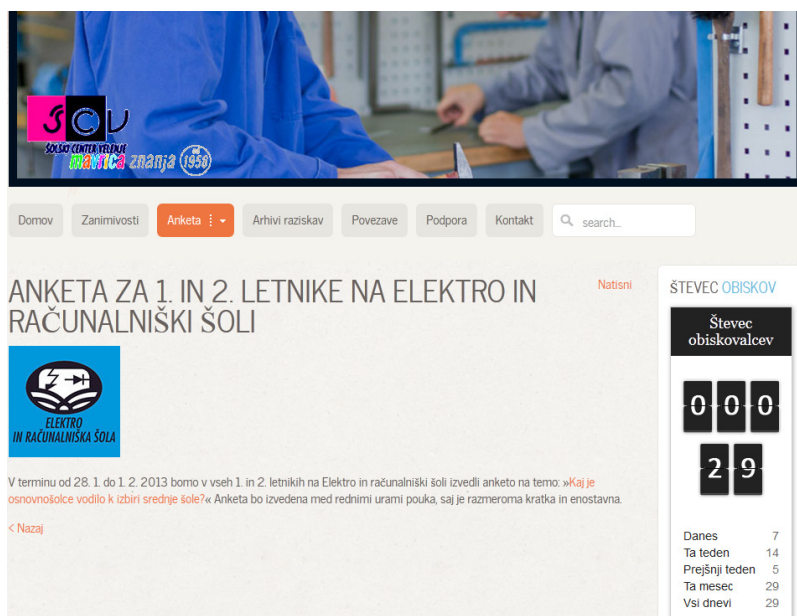 ŠCV
ŠOLSKI CENTER VELENJE
mavrica znanja od 1958
Domov
Zanimivosti
Anketa
Arhivi raziskav
Povezave
Podpora
Kontakt
search...
ANKETA ZA 1. IN 2. LETNIKE NA ELEKTRO IN
RAČUNALNIŠKI ŠOLI
Natisni
ELEKTRO
IN RAČUNALNIŠKA ŠOLA
V terminu od 28. 1. do 1. 2. 2013 bomo v vseh 1. in 2. letnikih na Elektro in računalniški šoli izvedli anketo na temo: »Kaj je
osnovnošolce vodilo k izbiri srednje šole?« Anketa bo izvedena med rednimi urami pouka, saj je razmeroma kratka in enostavna.
< Nazaj
ŠTEVEC OBISKOV
Števec
obiskovalcev
0 0 0
2 9
Danes 7
Ta teden 14
Prejšnji teden 5
Ta mesec 29
Vsi dnevi 29